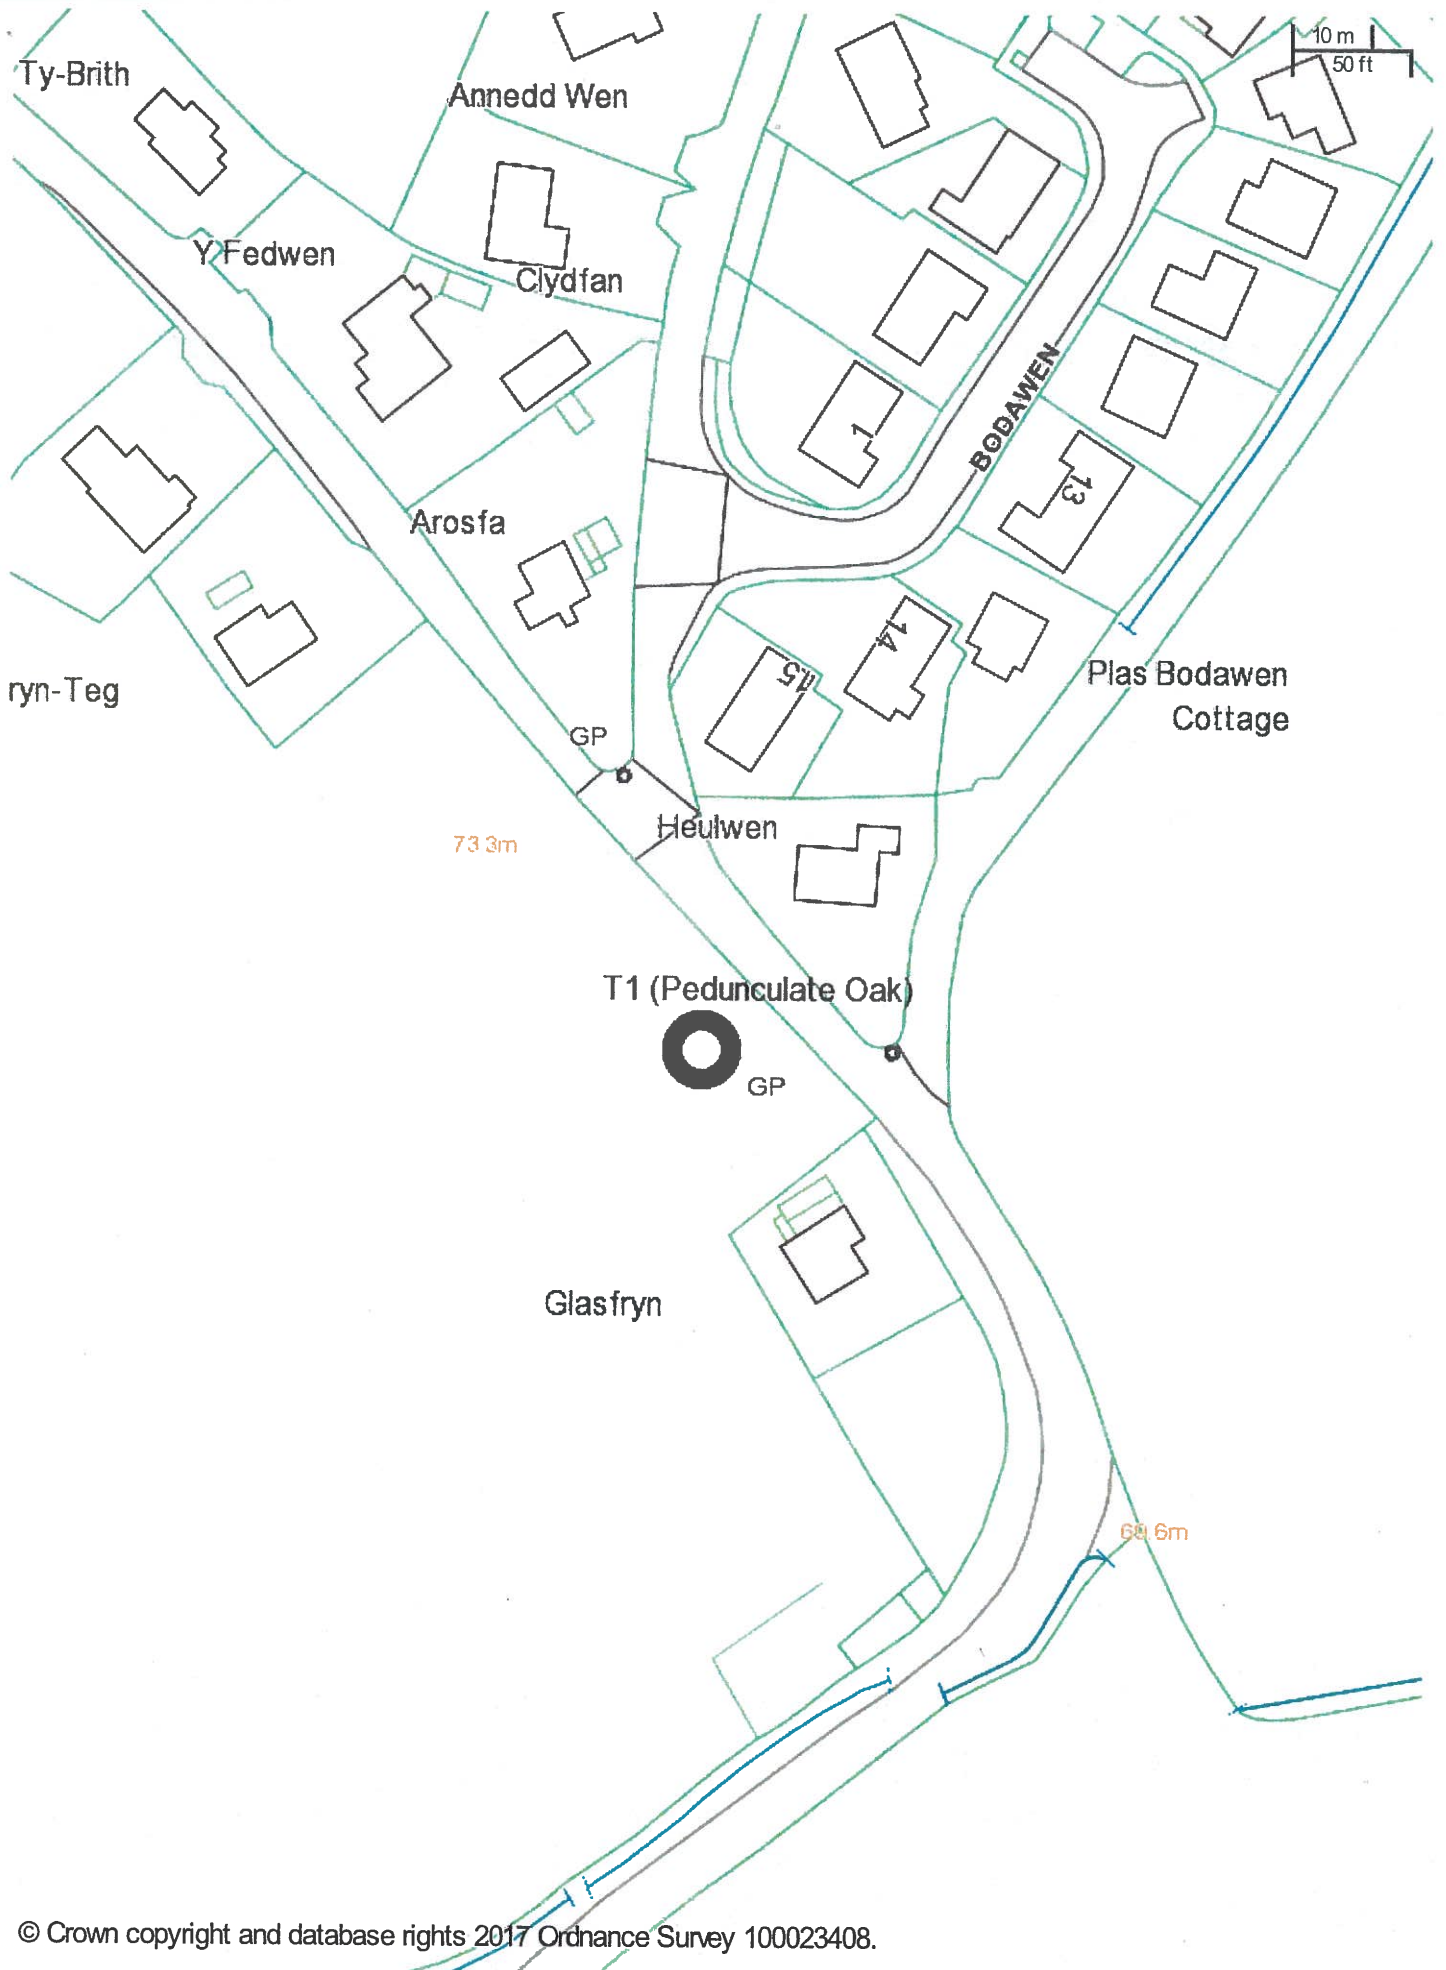 10 m
50 ft
Ty-Brith
Annedd Wen
Y Fedwen
Clydfan
BODAWEN
1
13
Arosfa
14
15
ryn-Teg
Plas Bodawen
Cottage
GP
Heulwen
73.3m
T1 (Pedunculate Oak)
GP
Glasfryn
69.6m
© Crown copyright and database rights 2017 Ordnance Survey 100023408.